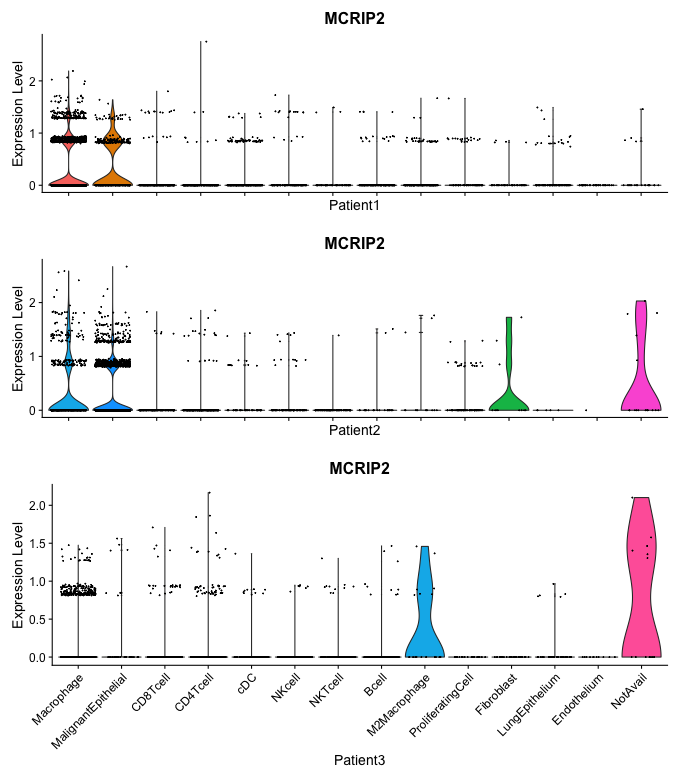 MCRIP2
Expression Level
2
1
0
Patient1
MCRIP2
Expression Level
2
1
0
Patient2
MCRIP2
Expression Level
2.0
1.5
1.0
0.5
0.0
Macrophage
MalignantEpithelial
CD8Tcell
CD4Tcell
cDC
NKcell
NKTcell
Bcell
M2Macrophage
ProliferatingCell
Fibroblast
LungEpithelium
Endothelium
NotAvail
Patient3